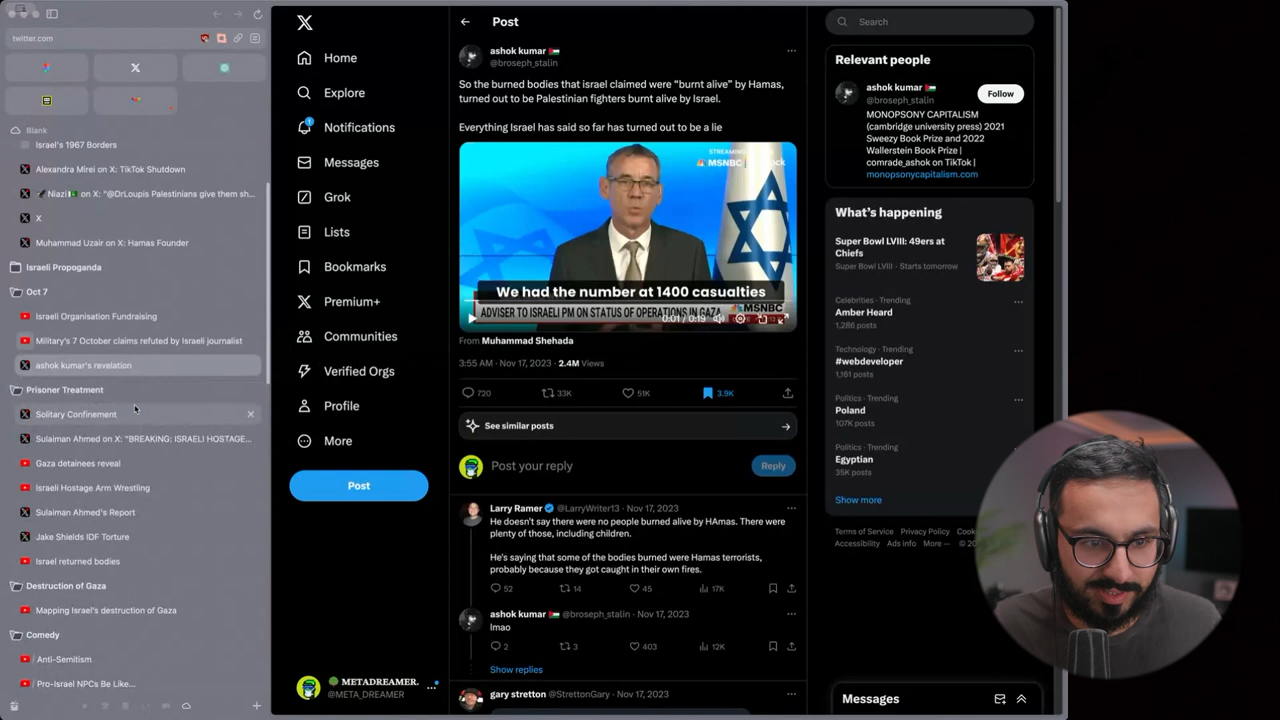 twitter.com
Blank
Israel's 1967 Borders
Alexandra Mirei on X: TikTok Shutdown
Niazi on X: "@DrLoupis Palestinians give them sh...
X
Muhammad Uzair on X: Hamas Founder
Israeli Propaganda
Oct 7
Israeli Organisation Fundraising
Military's 7 October claims refuted by Israeli journalist
ashok kumar's revelation
Prisoner Treatment
Solitary Confinement
Sulaiman Ahmed on X: "BREAKING: ISRAELI HOSTAGE...
Gaza detainees reveal
Israeli Hostage Arm Wrestling
Sulaiman Ahmed's Report
Jake Shields IDF Torture
Israel returned bodies
Destruction of Gaza
Mapping Israel's destruction of Gaza
Comedy
/ Anti-Semitism
/ Pro-Israel NPCs Be Like...
Home
Explore
1
Notifications
Messages
Grok
Lists
Bookmarks
Premium+
Communities
Verified Orgs
Profile
More
Post
METADREAMER.
@META_DREAMER
Post
ashok kumar
@broseph_stalin
So the burned bodies that israel claimed were “burnt alive” by Hamas,
turned out to be Palestinian fighters burnt alive by Israel.
Everything Israel has said so far has turned out to be a lie
STREAMING
MSNBC
We had the number at 1400 casualties
ADVISER TO ISRAELI PM ON STATUS OF OPERATIONS IN GAZA
MSNBC
0:01 / 0:19
From Muhammad Shehada
3:55 AM · Nov 17, 2023 · 2.4M Views
720
33K
51K
3.9K
See similar posts
Post your reply
Reply
Larry Ramer @LarryWriter13 · Nov 17, 2023
He doesn't say there were no people burned alive by HAmas. There were
plenty of those, including children.
He's saying that some of the bodies burned were Hamas terrorists,
probably because they got caught in their own fires.
52
14
45
17K
ashok kumar @broseph_stalin · Nov 17, 2023
lmao
2
3
403
12K
Show replies
gary stretton @StrettonGary · Nov 17, 2023
Search
Relevant people
ashok kumar
@broseph_stalin
Follow
MONOPSONY CAPITALISM
(cambridge university press) 2021
Sweezy Book Prize and 2022
Wallerstein Book Prize |
comrade_ashok on TikTok |
monopsonycapitalism.com
What's happening
Super Bowl LVIII: 49ers at
Chiefs
Super Bowl LVIII · Starts tomorrow
Celebrities · Trending
Amber Heard
1,286 posts
Technology · Trending
#webdeveloper
1,161 posts
Politics · Trending
Poland
107K posts
Politics · Trending
Egyptian
35K posts
Show more
Terms of Service Privacy Policy
Accessibility Ads info More ···
Messages